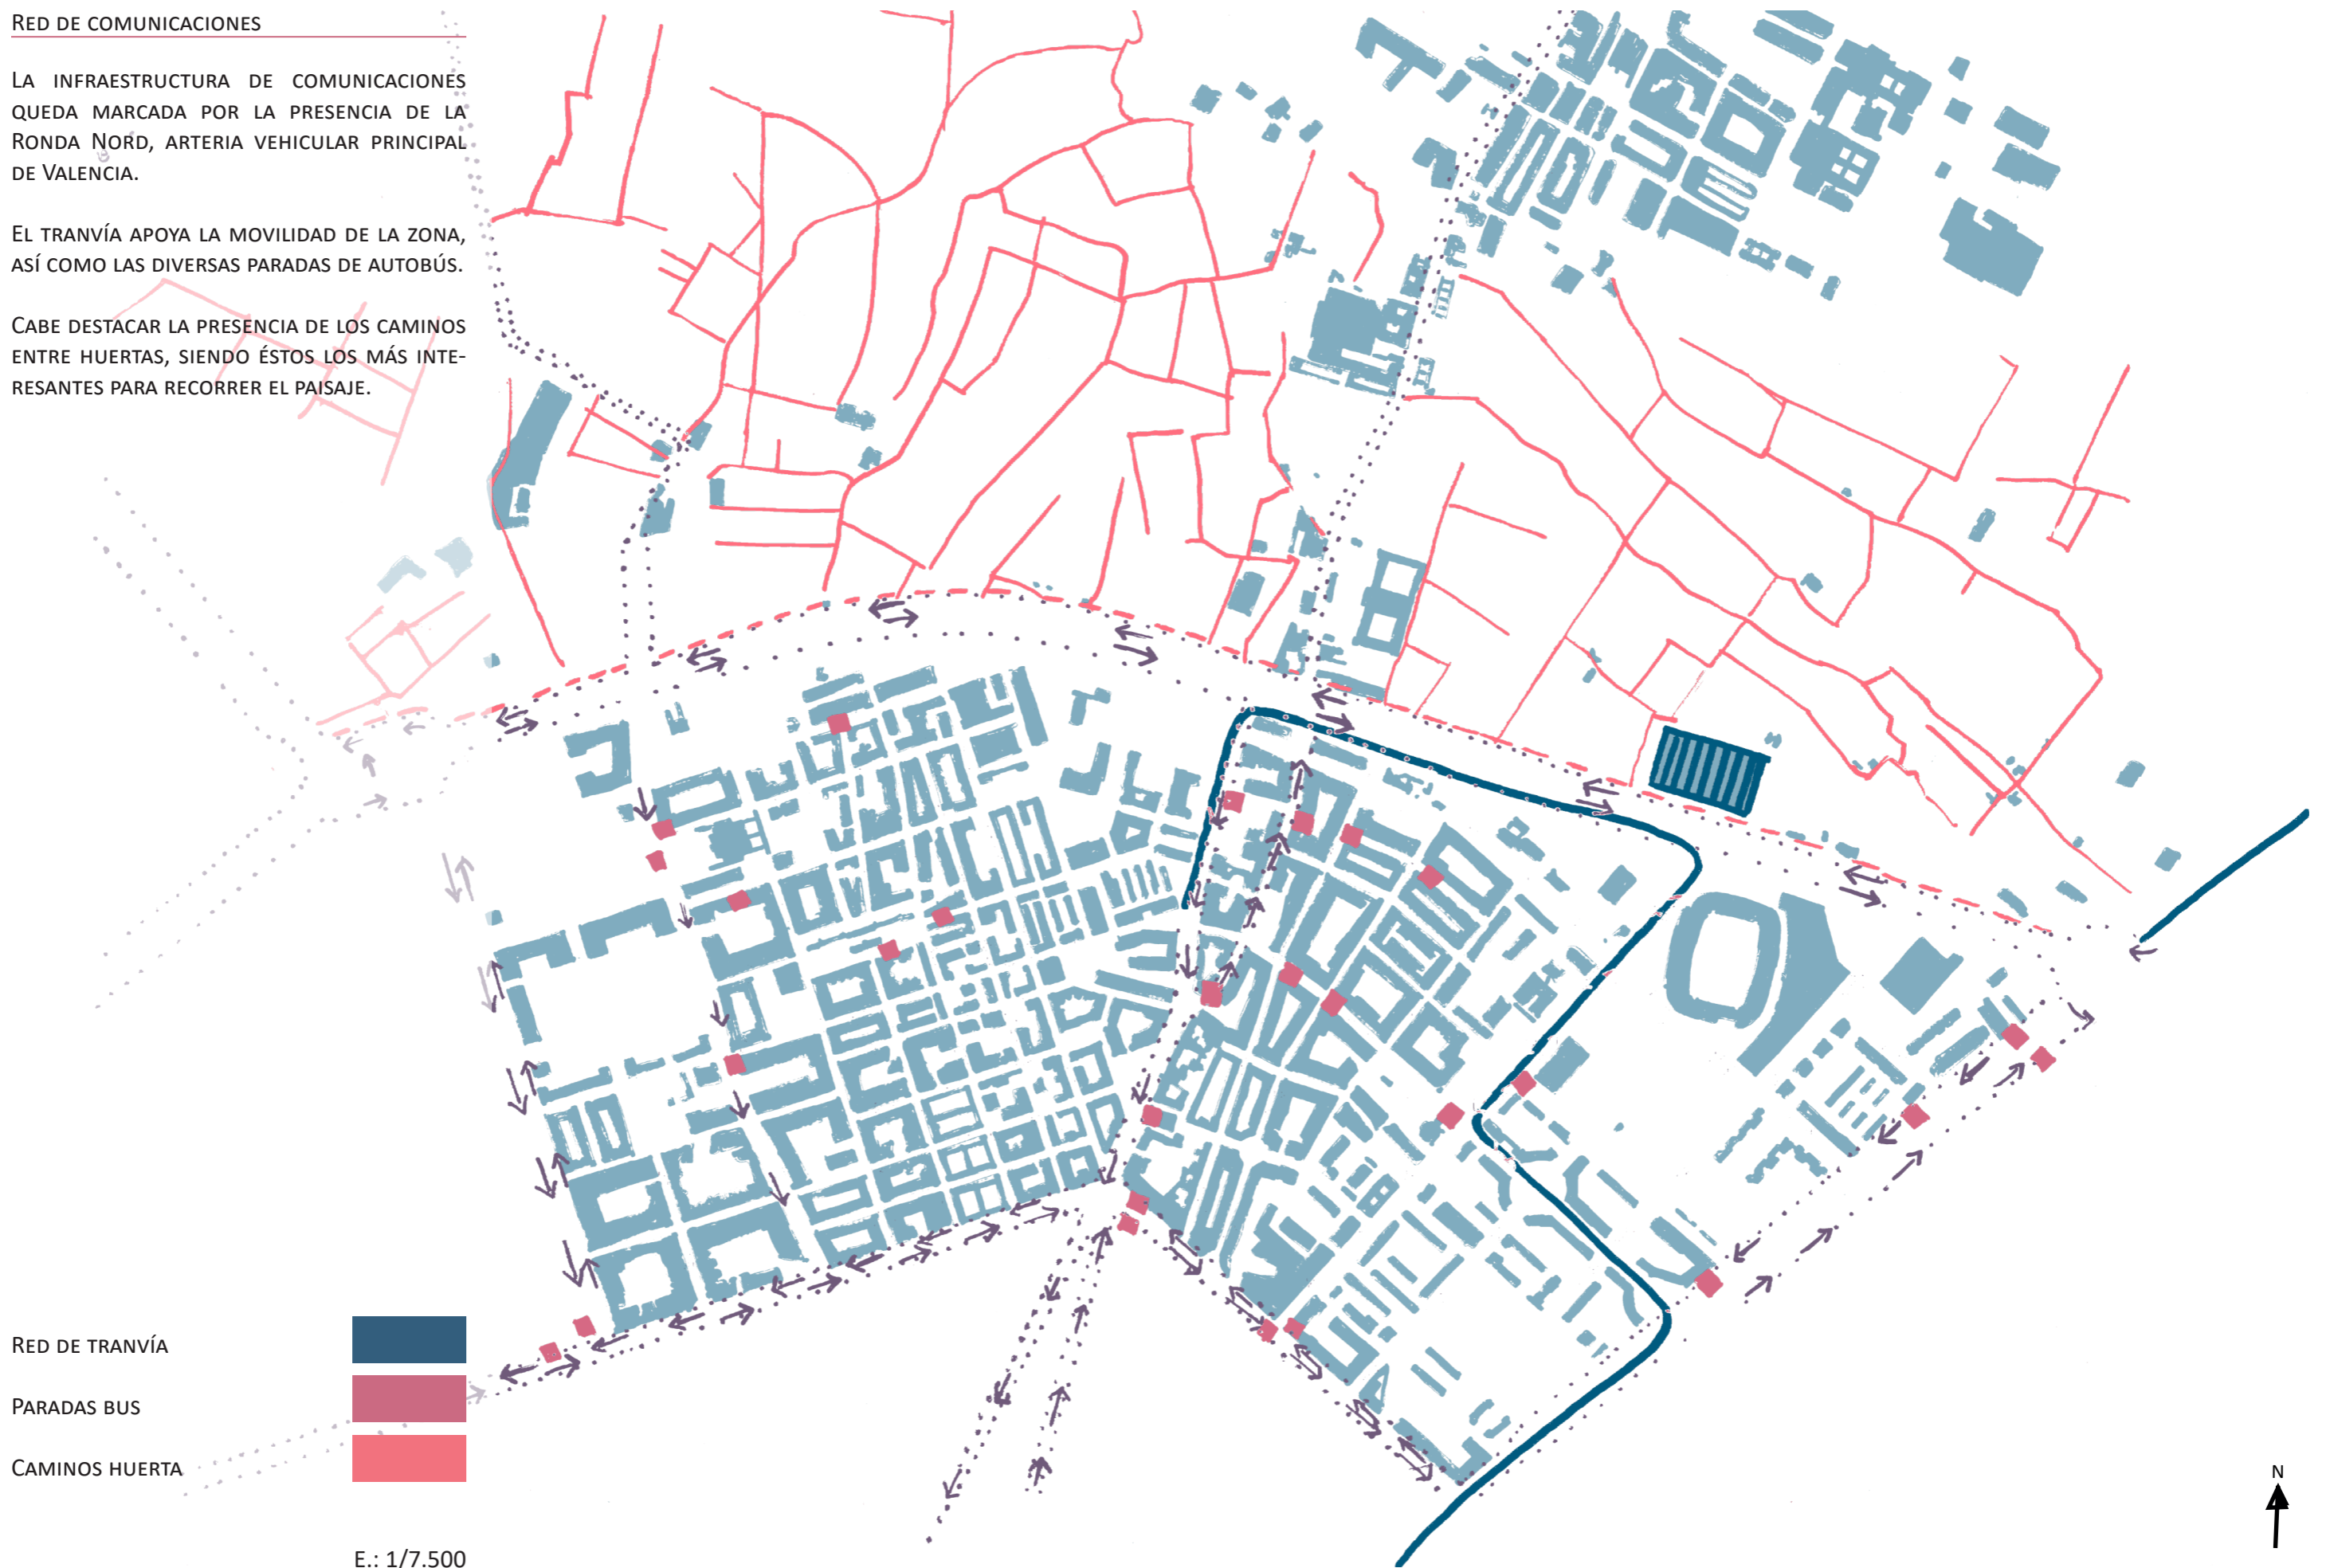 RED DE COMUNICACIONES
LA INFRAESTRUCTURA DE COMUNICACIONES
QUEDA MARCADA POR LA PRESENCIA DE LA
RONDA NORD, ARTERIA VEHICULAR PRINCIPAL
DE VALENCIA.
EL TRANVÍA APOYA LA MOVILIDAD DE LA ZONA,
ASÍ COMO LAS DIVERSAS PARADAS DE AUTOBÚS.
CABE DESTACAR LA PRESENCIA DE LOS CAMINOS
ENTRE HUERTAS, SIENDO ÉSTOS LOS MÁS INTE-
RESANTES PARA RECORRER EL PAISAJE.
RED DE TRANVÍA
PARADAS BUS
CAMINOS HUERTA
E.: 1/7.500
N